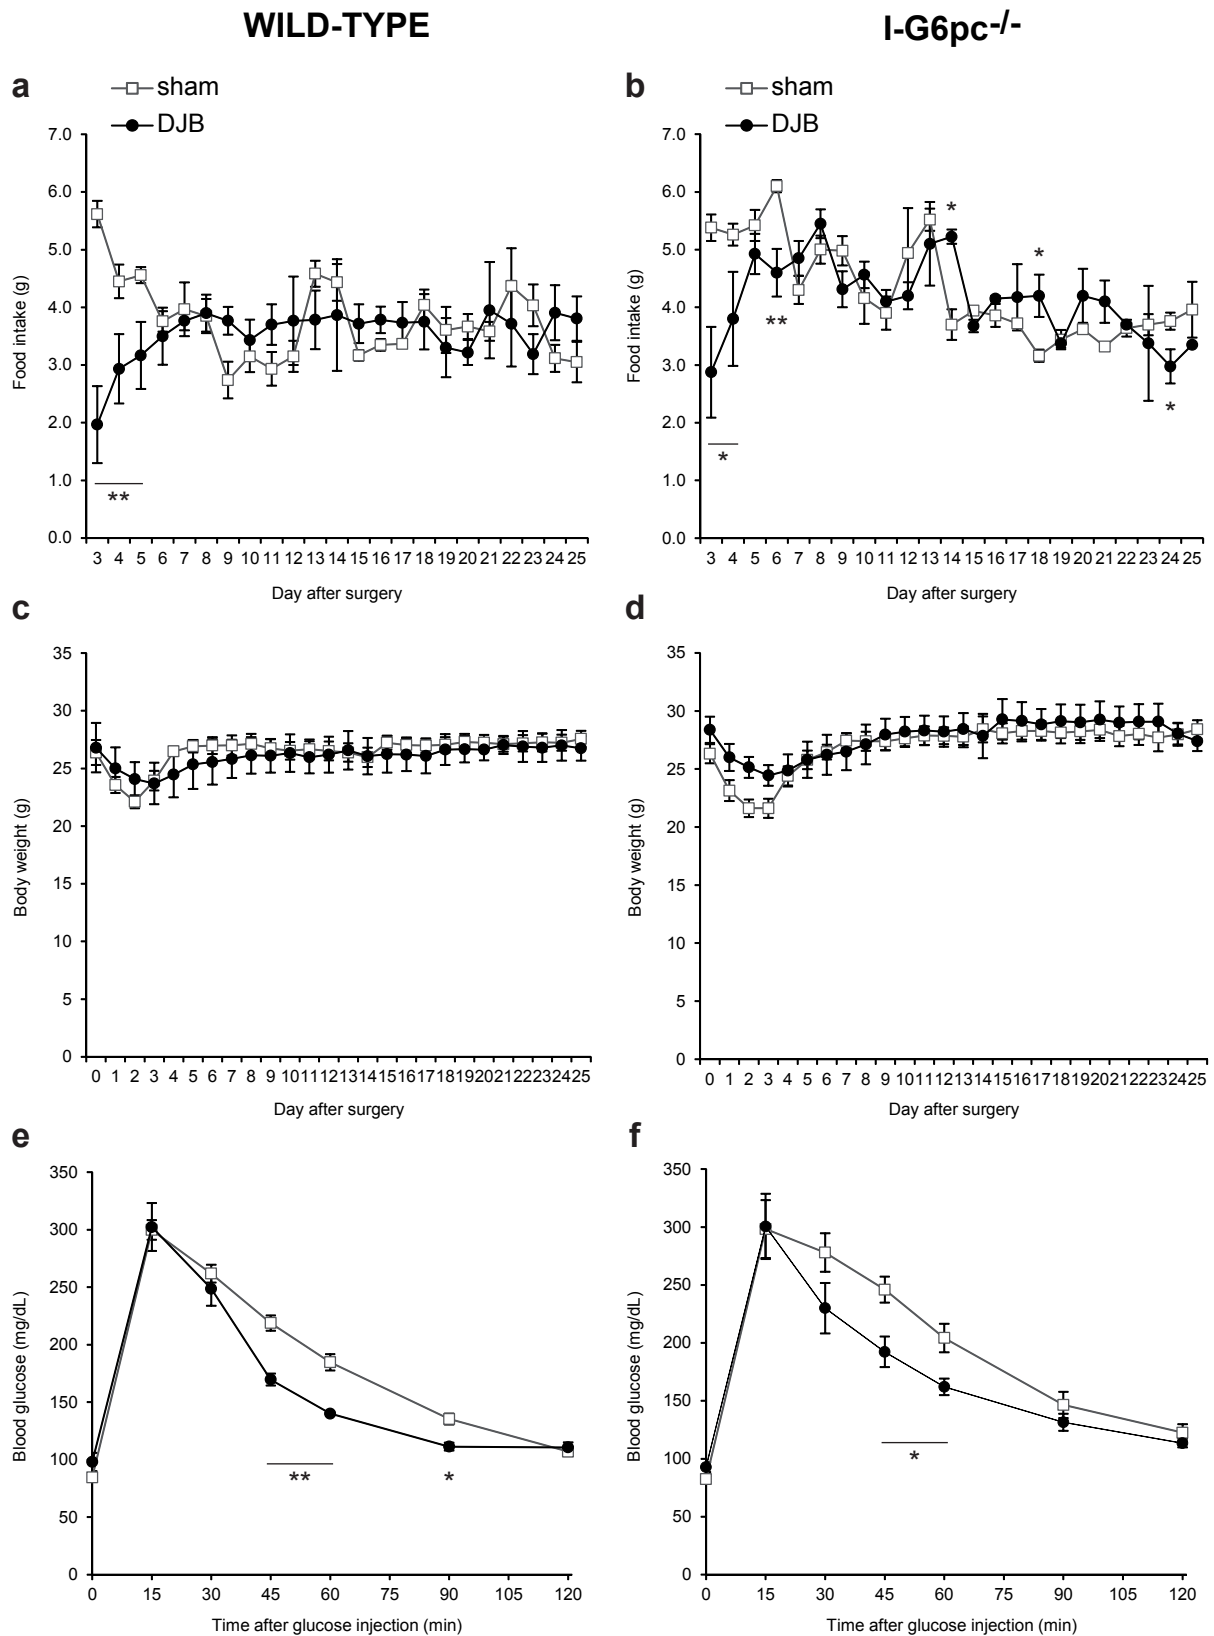 WILD-TYPE
I-G6pc-/-
a
sham
DJB
7.0
6.0
5.0
4.0
3.0
2.0
1.0
0.0
Food intake (g)
**
3 4 5 6 7 8 9 10 11 12 13 14 15 16 17 18 19 20 21 22 23 24 25
Day after surgery
b
sham
DJB
7.0
6.0
5.0
4.0
3.0
2.0
1.0
0.0
Food intake (g)
*
*
**
*
*
3 4 5 6 7 8 9 10 11 12 13 14 15 16 17 18 19 20 21 22 23 24 25
Day after surgery
c
35
30
25
20
15
10
5
0
Body weight (g)
0 1 2 3 4 5 6 7 8 9 10 11 12 13 14 15 16 17 18 19 20 21 22 23 24 25
Day after surgery
d
35
30
25
20
15
10
5
0
Body weight (g)
0 1 2 3 4 5 6 7 8 9 10 11 12 13 14 15 16 17 18 19 20 21 22 23 24 25
Day after surgery
e
350
300
250
200
150
100
50
0
Blood glucose (mg/dL)
** *
0 15 30 45 60 75 90 105 120
Time after glucose injection (min)
f
350
300
250
200
150
100
50
0
Blood glucose (mg/dL)
*
0 15 30 45 60 75 90 105 120
Time after glucose injection (min)